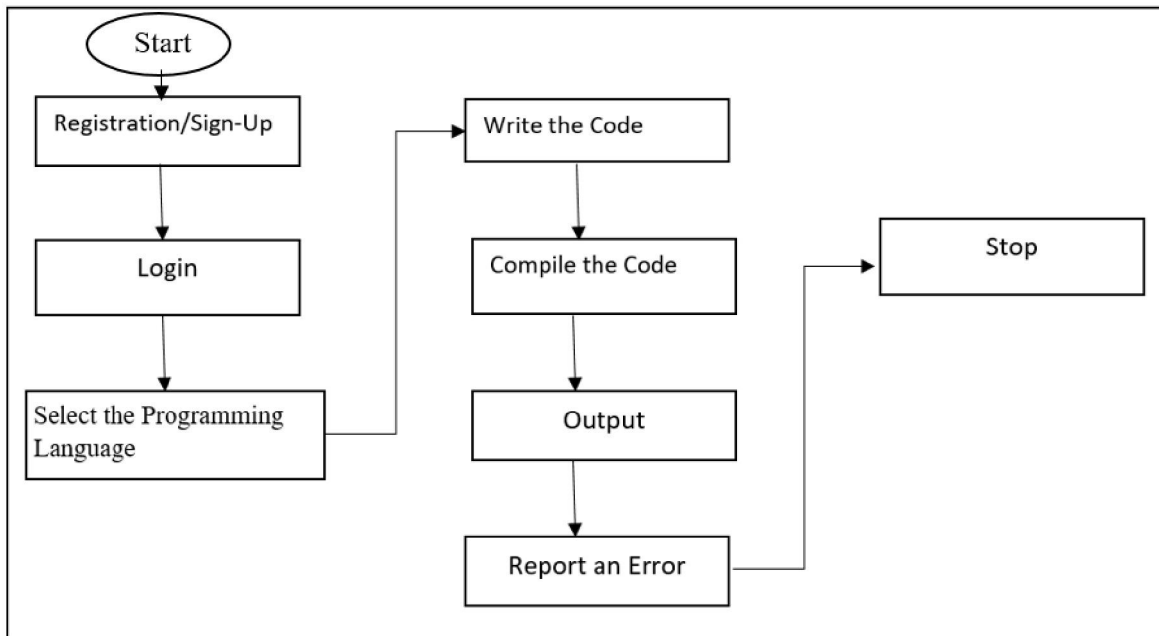 Start
Registration/Sign-Up
Login
Select the Programming
Language
Write the Code
Compile the Code
Output
Report an Error
Stop